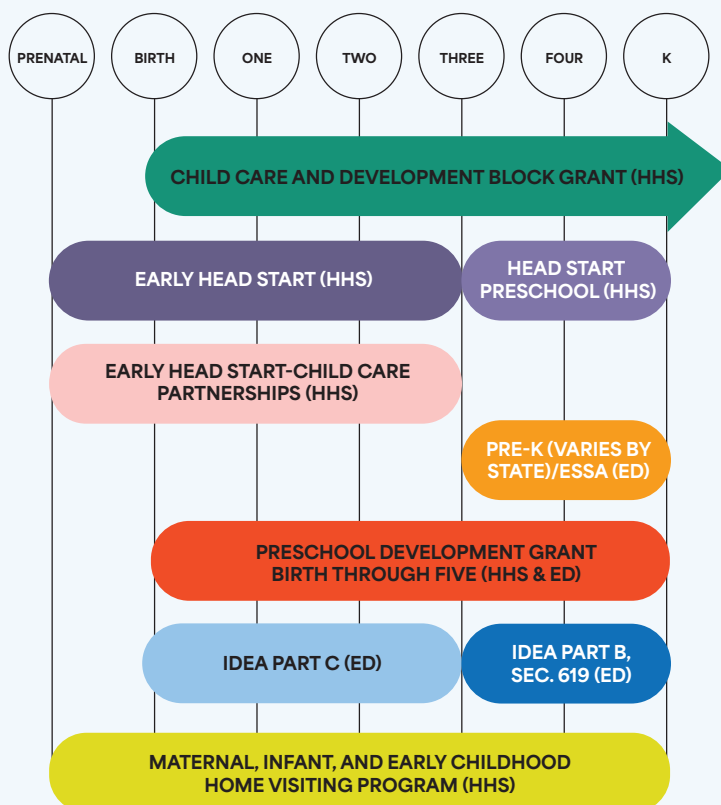 PRENATAL
BIRTH
ONE
TWO
THREE
FOUR
K
CHILD CARE AND DEVELOPMENT BLOCK GRANT (HHS)
EARLY HEAD START (HHS)
HEAD START
PRESCHOOL (HHS)
EARLY HEAD START-CHILD CARE
PARTNERSHIPS (HHS)
PRE-K (VARIES BY
STATE)/ESSA (ED)
PRESCHOOL DEVELOPMENT GRANT
BIRTH THROUGH FIVE (HHS & ED)
IDEA PART C (ED)
IDEA PART B,
SEC. 619 (ED)
MATERNAL, INFANT, AND EARLY CHILDHOOD
HOME VISITING PROGRAM (HHS)